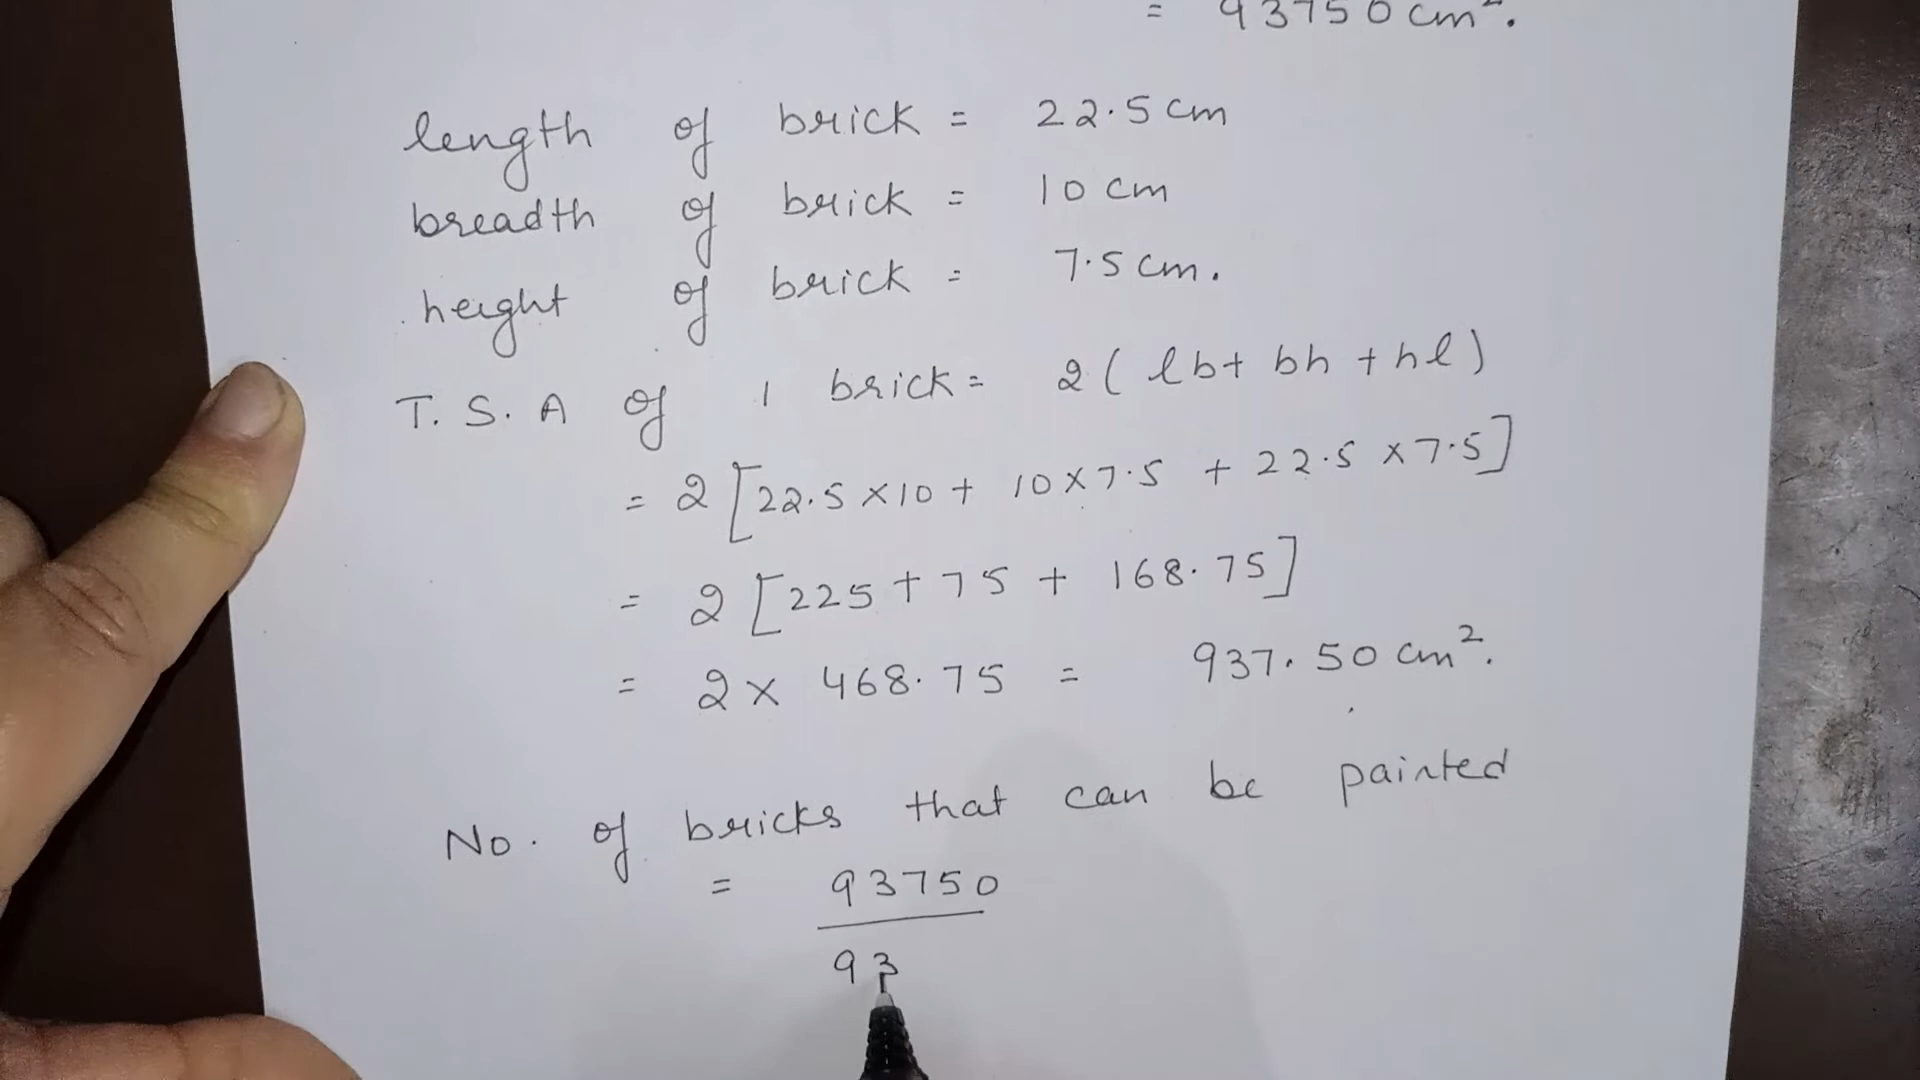 = 93750 cm².
length of brick = 22.5 cm
breadth of brick = 10 cm
height of brick = 7.5 cm.
T. S. A of 1 brick = 2 ( lb + bh + hl )
= 2 [ 22.5 × 10 + 10 × 7.5 + 22.5 × 7.5 ]
= 2 [ 225 + 75 + 168.75 ]
= 2 × 468.75 = 937.50 cm².
No. of bricks that can be painted
= 93750
93